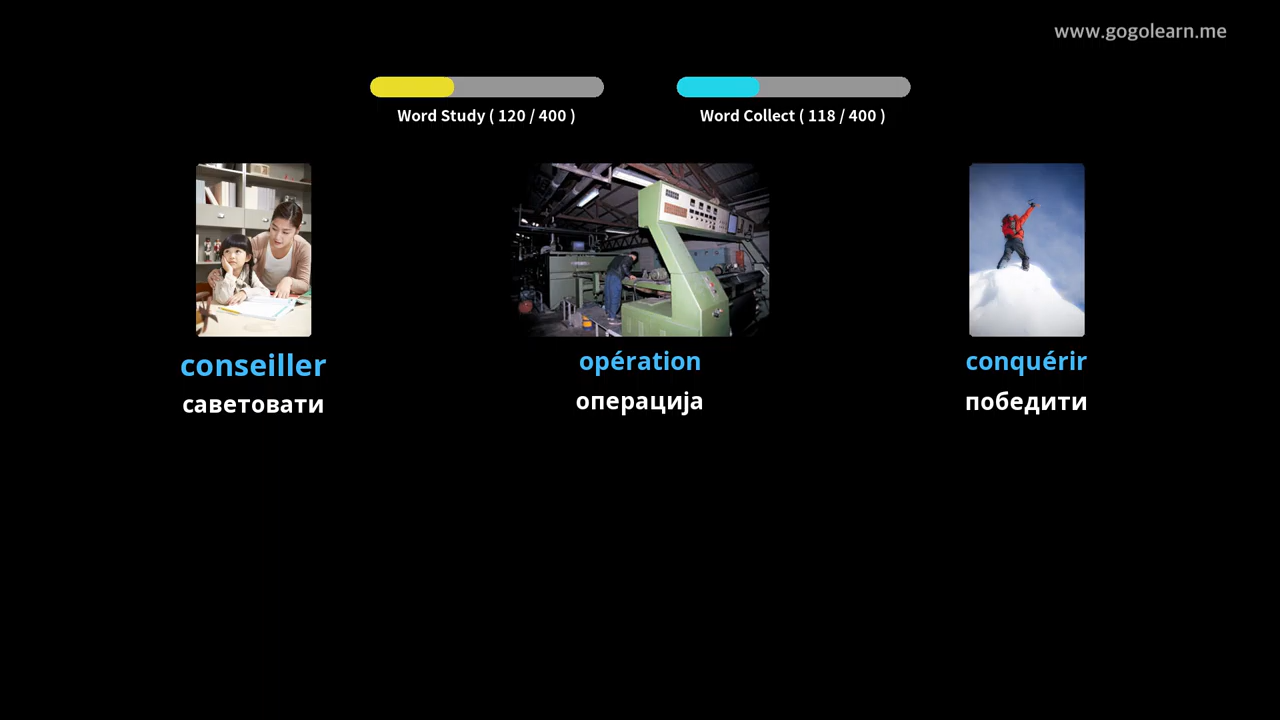 www.gogolearn.me
Word Study ( 120 / 400 )
Word Collect ( 118 / 400 )
conseiller
opération
conquérir
саветовати
операција
победити